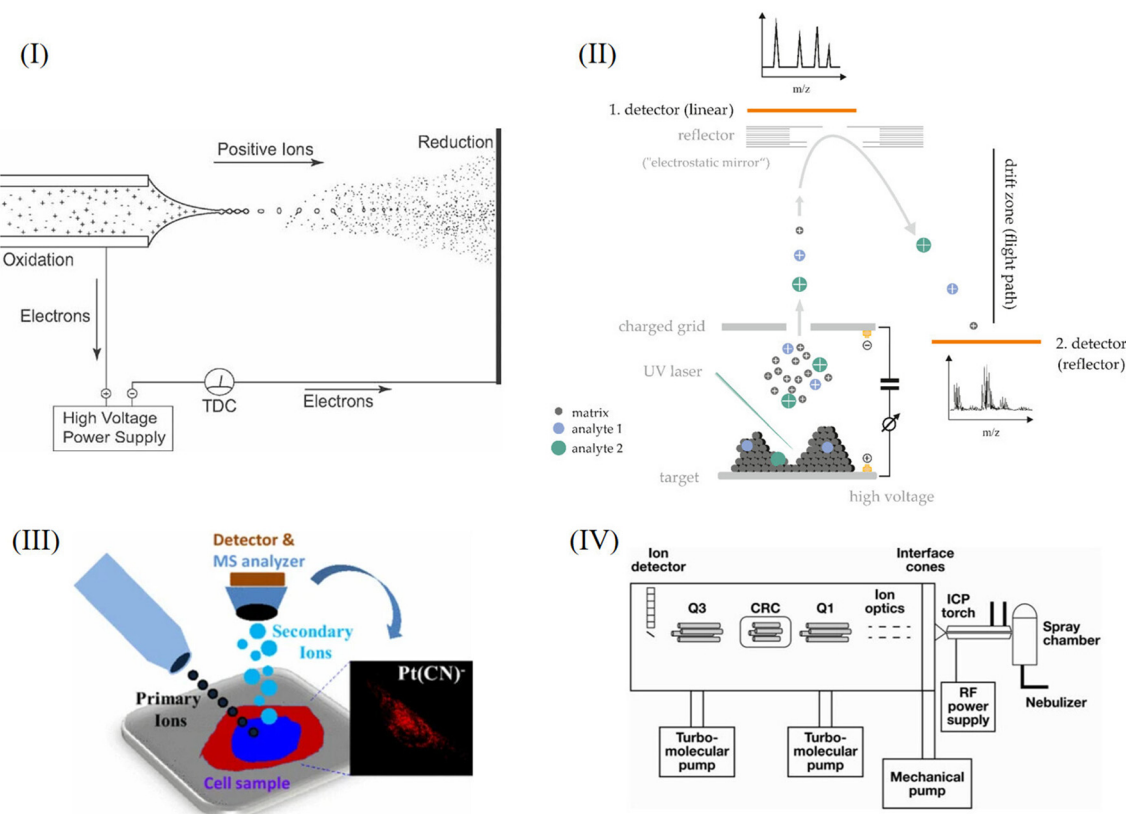 (I)
Positive Ions
Reduction
Oxidation
Electrons
High Voltage
Power Supply
TDC
Electrons
(II)
m/z
1. detector (linear)
reflector
("electrostatic mirror“)
drift zone (flight path)
charged grid
UV laser
matrix
analyte 1
analyte 2
target
high voltage
2. detector
(reflector)
m/z
(III)
Detector &
MS analyzer
Secondary
Ions
Primary
Ions
Pt(CN)-
Cell sample
(IV)
Ion
detector
Interface
cones
Q3
CRC
Q1
Ion
optics
ICP
torch
Spray
chamber
RF
power
supply
Nebulizer
Turbo-
molecular
pump
Turbo-
molecular
pump
Mechanical
pump